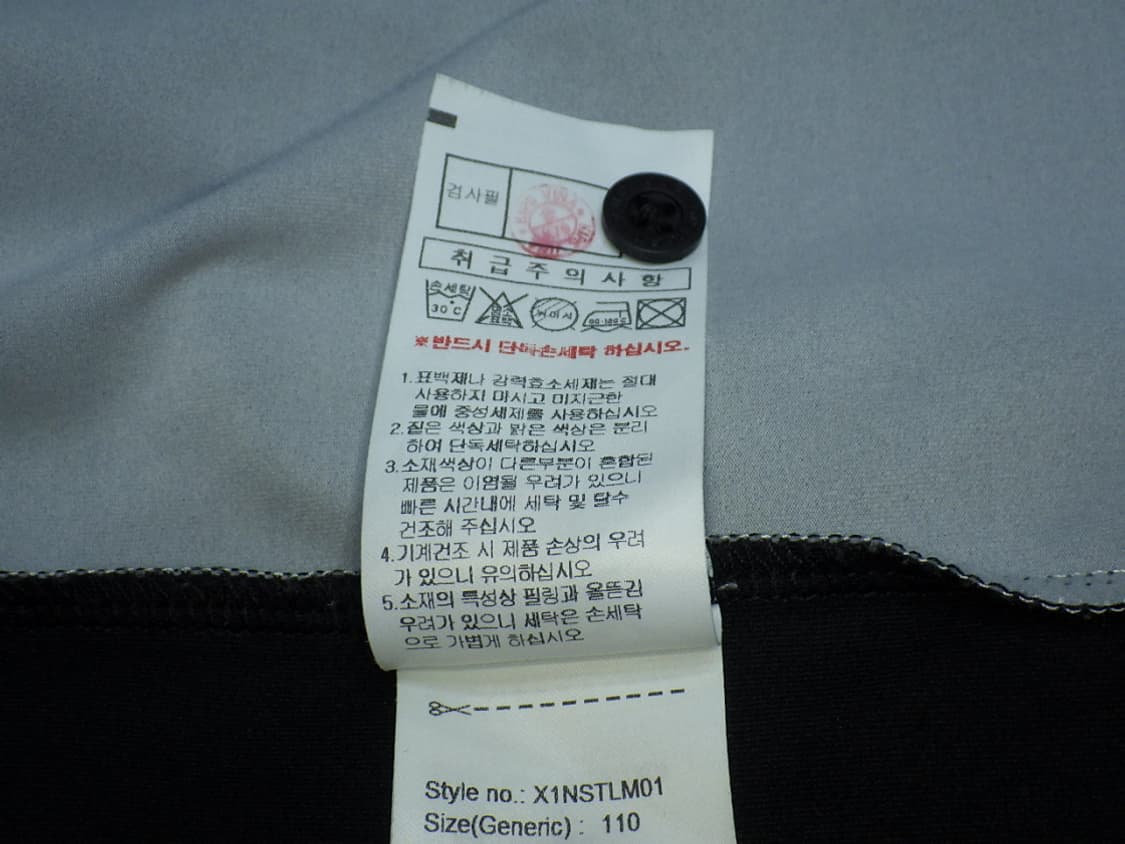 검사필
취급주의사항
손세탁
30℃
염소
표백
80-120℃
※반드시 단독손세탁 하십시오.
1.표백제나 강력효소세제는 절대
사용하지 마시고 미지근한
물에 중성세제를 사용하십시오
2.짙은 색상과 밝은 색상은 분리
하여 단독세탁하십시오
3.소재색상이 다른부분이 혼합된
제품은 이염될 우려가 있으니
빠른 시간내에 세탁 및 탈수
건조해 주십시오
4.기계건조 시 제품 손상의 우려
가 있으니 유의하십시오
5.소재의 특성상 필링과 올뜯김
우려가 있으니 세탁은 손세탁
으로 가볍게 하십시오
Style no.: X1NSTLM01
Size(Generic) : 110